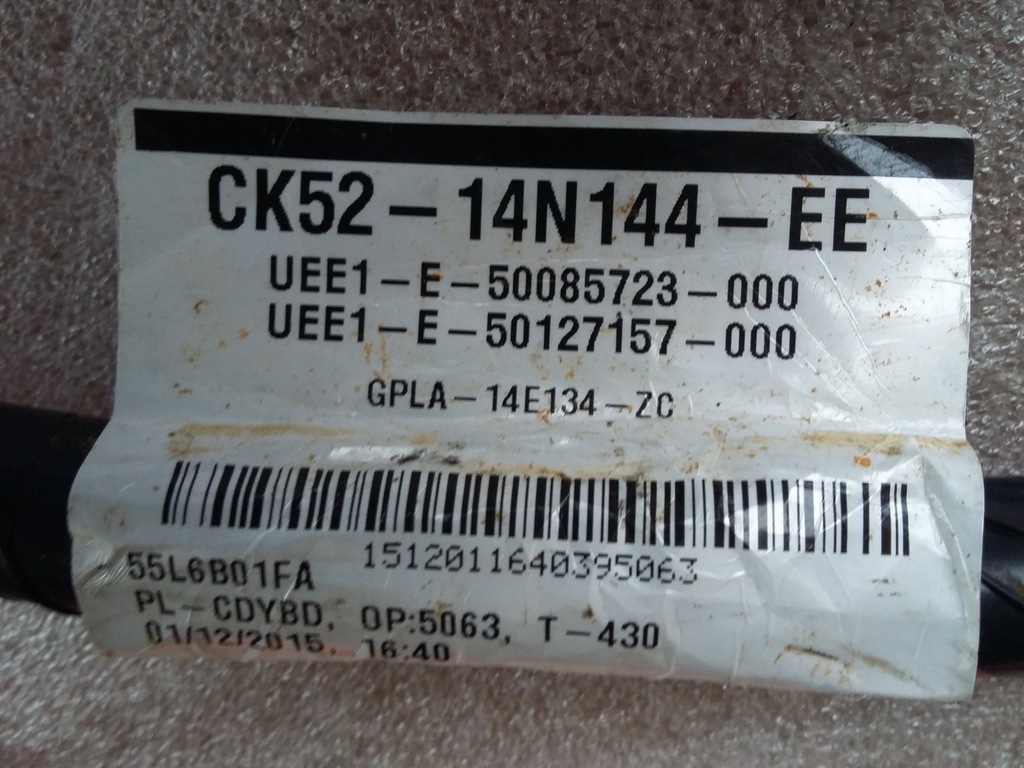 CK52-14N144-EE
UEE1-E-50085723-000
UEE1-E-50127157-000
GPLA-14E134-ZC
1512011640395063
55L6B01FA
PL-CDYBD, OP:5063, T-430
01/12/2015, 16:40